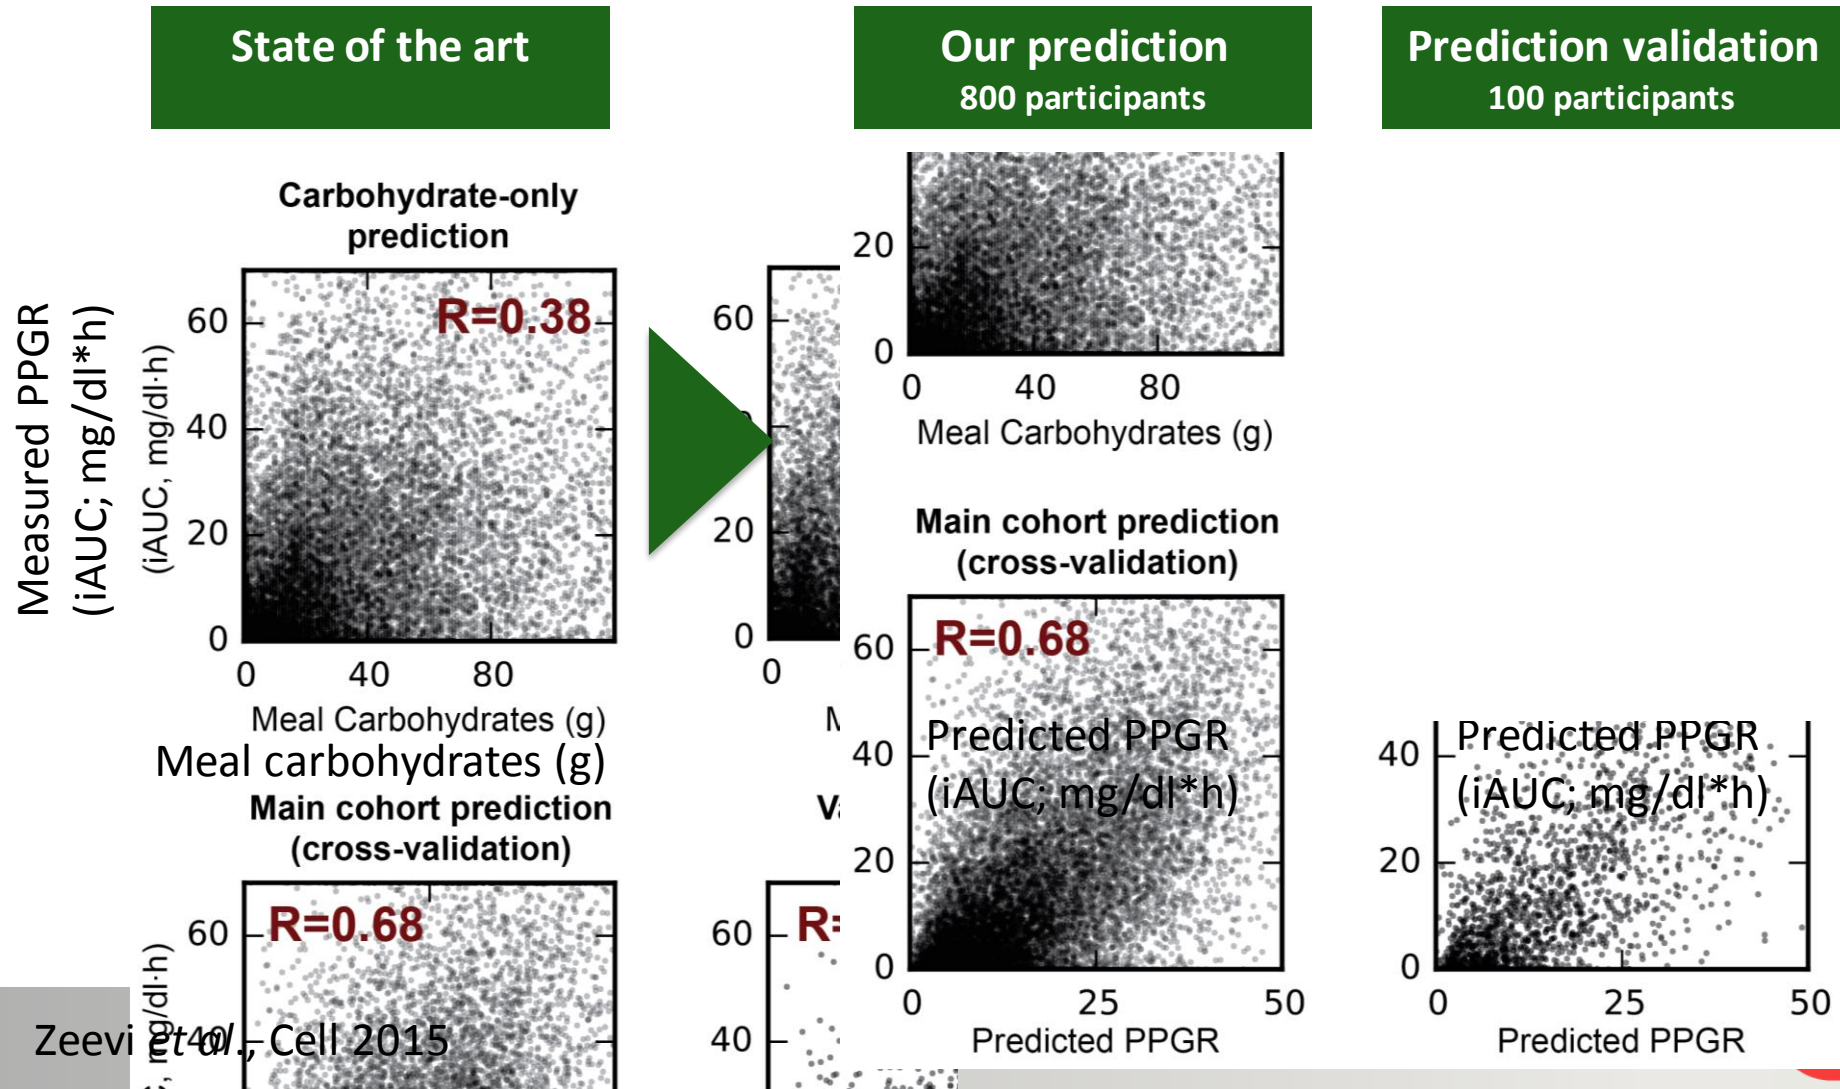 State of the art
Our prediction
800 participants
Prediction validation
100 participants
Measured PPGR
(iAUC; mg/dl*h)
Carbohydrate-only
prediction
(iAUC, mg/dl·h)
R=0.38
60
40
20
0
0 40 80
Meal Carbohydrates (g)
Meal carbohydrates (g)
60
20
0
0
20
0
0 40 80
Meal Carbohydrates (g)
Main cohort prediction
(cross-validation)
R=0.68
60
40
20
0
Predicted PPGR
(iAUC; mg/dl*h)
0 25 50
Predicted PPGR
Predicted PPGR
(iAUC; mg/dl*h)
40
20
0
0 25 50
Predicted PPGR
Main cohort prediction
(cross-validation)
R=0.68
60
40
mg/dl·h)
60
40
Zeevi et al., Cell 2015